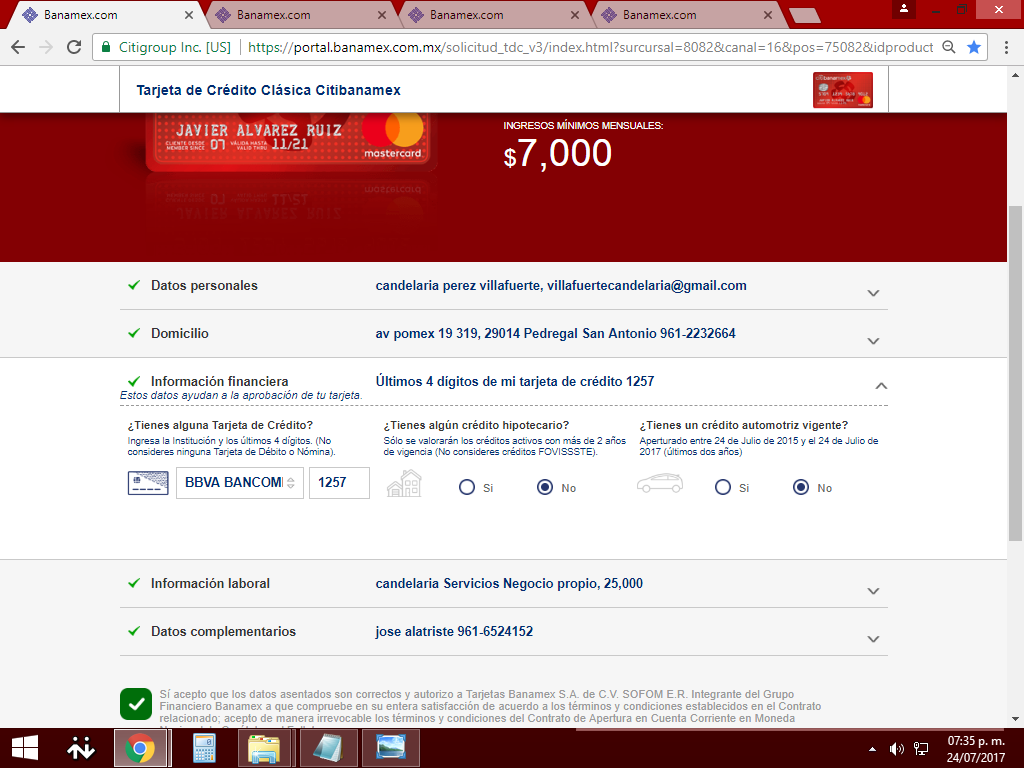 Banamex.com
Banamex.com
Banamex.com
Banamex.com
Citigroup Inc. [US]
https://portal.banamex.com.mx/solicitud_tdc_v3/index.html?surcursal=8082&canal=16&pos=75082&idproduct
Tarjeta de Crédito Clásica Citibanamex
JAVIER ALVAREZ RUIZ
CLIENTE DESDE
MEMBER SINCE
07
VÁLIDA HASTA
VALID THRU
11/21
mastercard
INGRESOS MÍNIMOS MENSUALES:
$7,000
Datos personales
candelaria perez villafuerte, villafuertecandelaria@gmail.com
Domicilio
av pomex 19 319, 29014 Pedregal San Antonio 961-2232664
Información financiera
Últimos 4 dígitos de mi tarjeta de crédito 1257
Estos datos ayudan a la aprobación de tu tarjeta.
¿Tienes alguna Tarjeta de Crédito?
Ingresa la Institución y los últimos 4 dígitos. (No
consideres ninguna Tarjeta de Débito o Nómina).
BBVA BANCOM
1257
¿Tienes algún crédito hipotecario?
Sólo se valorarán los créditos activos con más de 2 años
de vigencia (No consideres créditos FOVISSSTE).
Si
No
¿Tienes un crédito automotriz vigente?
Aperturado entre 24 de Julio de 2015 y el 24 de Julio de
2017 (últimos dos años)
Si
No
Información laboral
candelaria Servicios Negocio propio, 25,000
Datos complementarios
jose alatriste 961-6524152
Sí acepto que los datos asentados son correctos y autorizo a Tarjetas Banamex S.A. de C.V. SOFOM E.R. Integrante del Grupo
Financiero Banamex a que compruebe en su entera satisfacción de acuerdo a los términos y condiciones establecidos en el Contrato
relacionado; acepto de manera irrevocable los términos y condiciones del Contrato de Apertura en Cuenta Corriente en Moneda
07:35 p. m.
24/07/2017